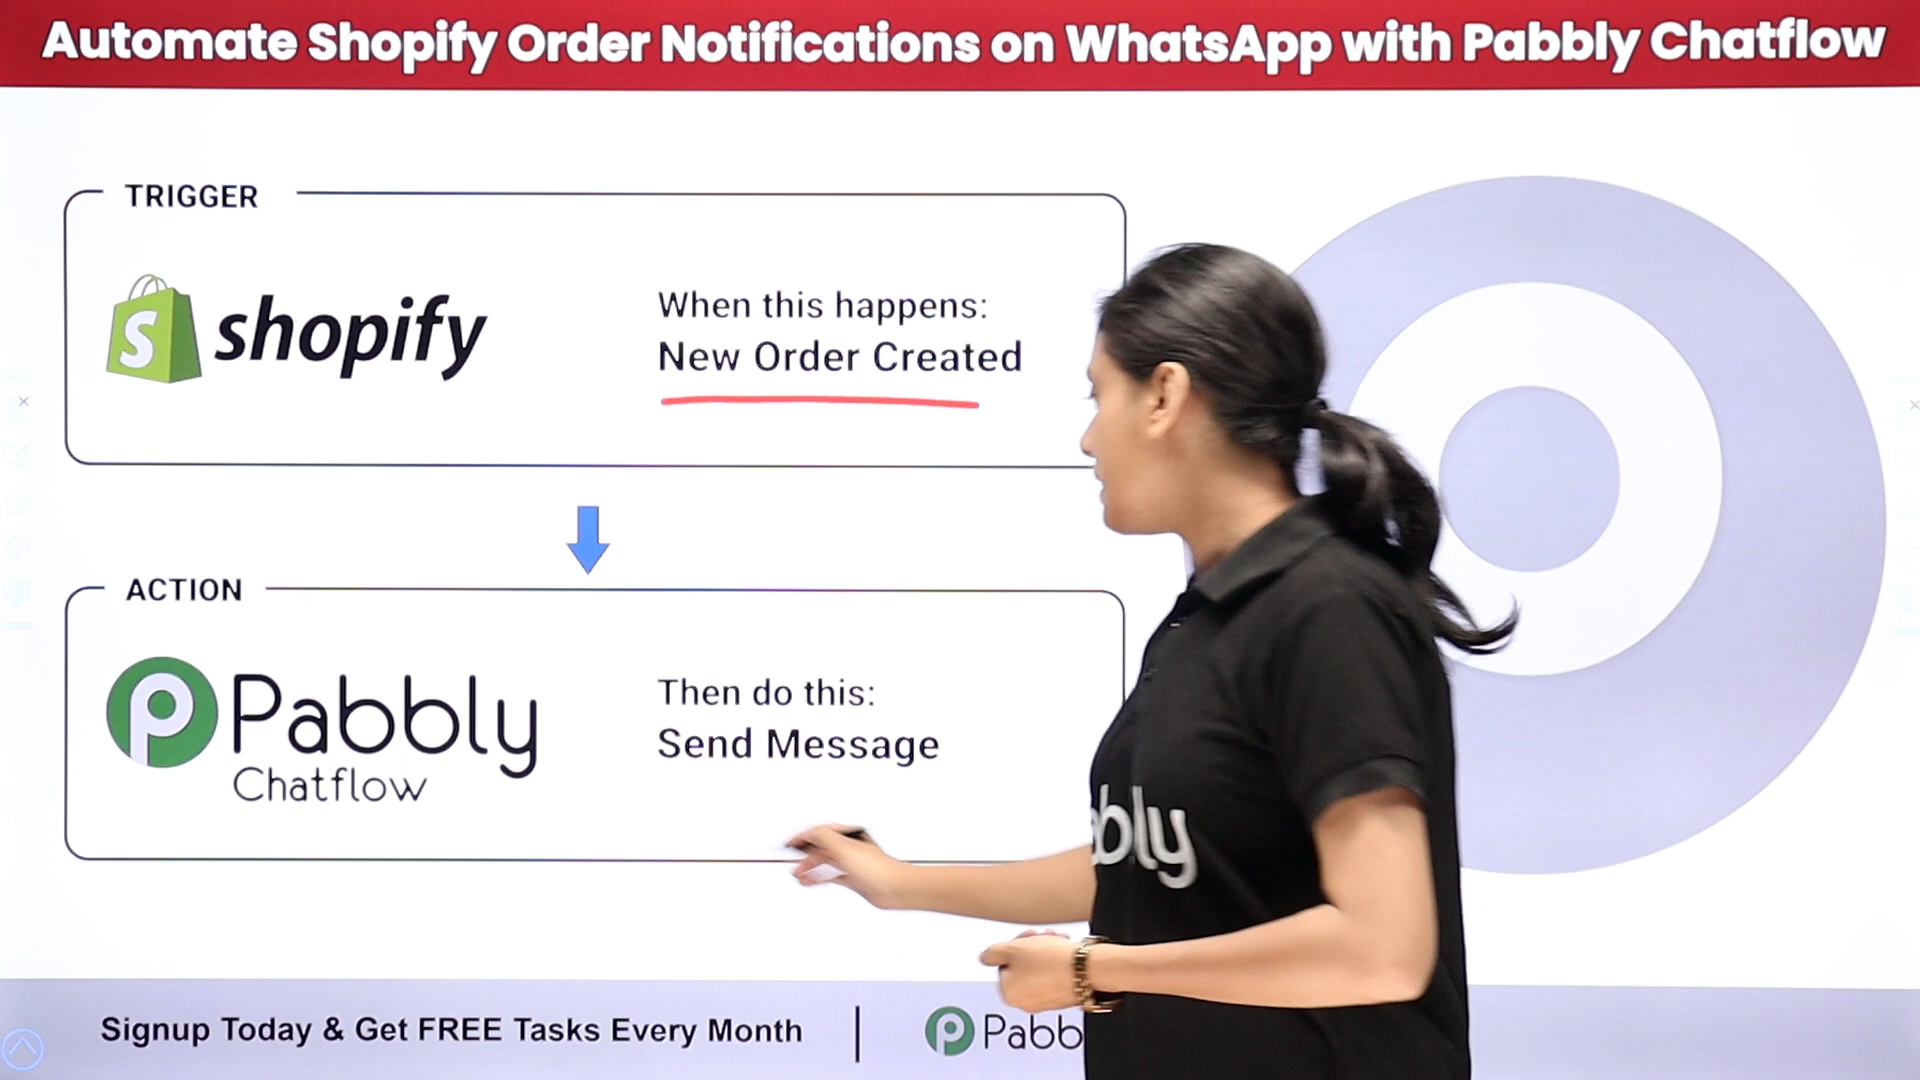 Automate Shopify Order Notifications on WhatsApp with Pabbly Chatflow
TRIGGER
shopify
When this happens:
New Order Created
ACTION
Pabbly
Chatflow
Then do this:
Send Message
bly
Signup Today & Get FREE Tasks Every Month
Pabb